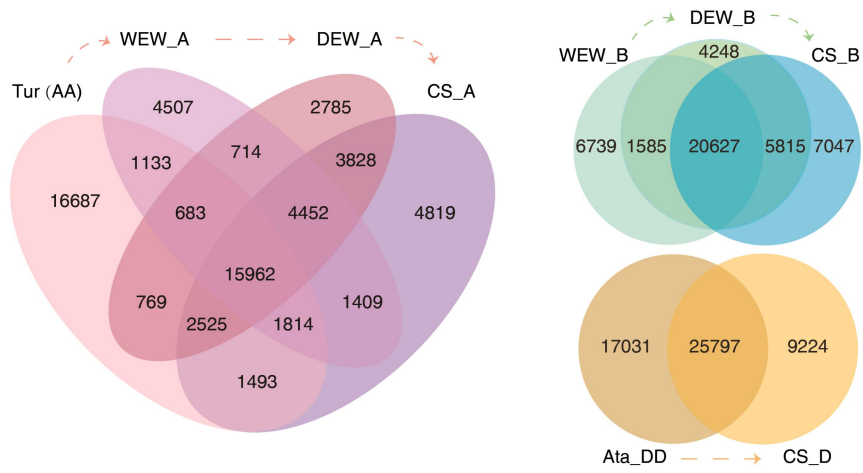 WEW_A
DEW_A
Tur (AA)
CS_A
4507
2785
1133
714
3828
16687
683
4452
4819
15962
769
2525
1814
1409
1493
DEW_B
WEW_B
4248
CS_B
6739
1585
20627
5815
7047
17031
25797
9224
Ata_DD
CS_D